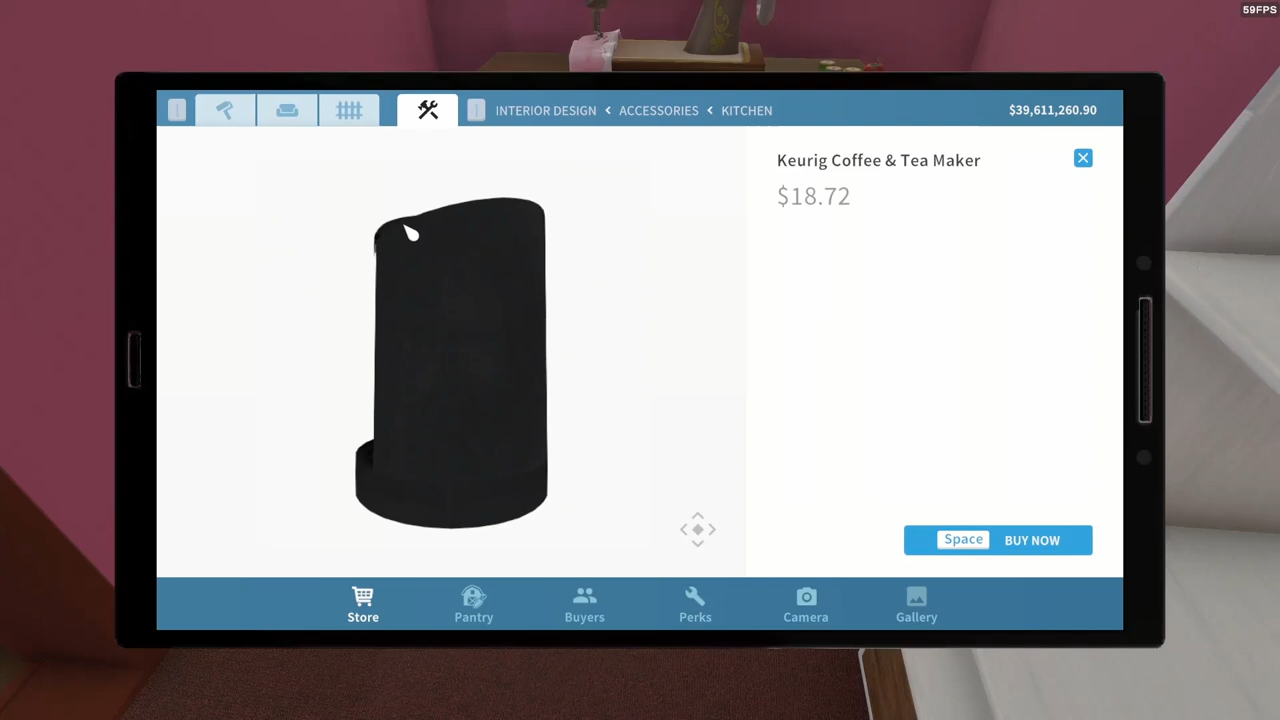 59FPS
INTERIOR DESIGN < ACCESSORIES < KITCHEN
$39,611,260.90
Keurig Coffee & Tea Maker
$18.72
Space BUY NOW
Store Pantry Buyers Perks Camera Gallery